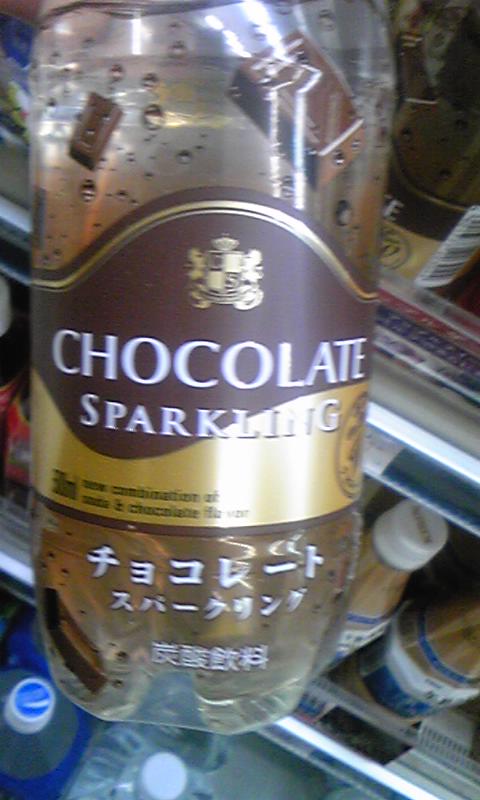 CHOCOLATE
SPARKLING
500ml new combination of
soda & chocolate flavor
チョコレート
スパークリング
炭酸飲料